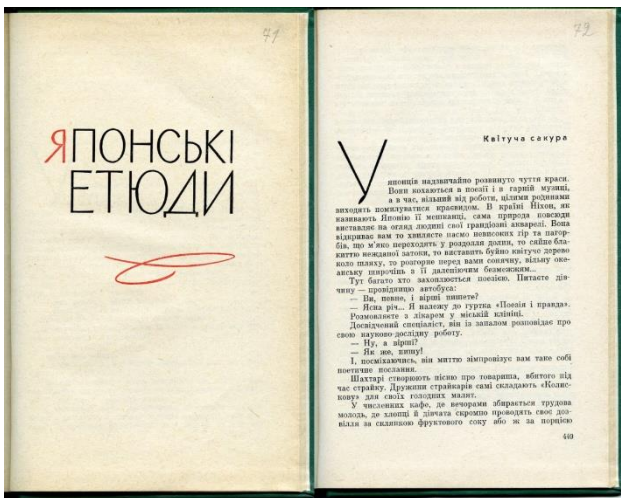 71
ЯПОНСЬКІ
ЕТЮДИ
72
Квітуча сакура
У японців надзвичайно розвинуто чуття краси.
Вони кохаються в поезії і в гарній музиці,
а в час, вільний від роботи, цілими родинами
виходять помилуватися краєвидом. В країні Ніхон, як
називають Японію її мешканці, сама природа повсюди
виставляє на огляд людині свої грандіозні акварелі. Вона
відкриває вам то хвилясте пасмо невисоких гір та нагор-
бів, що м'яко переходять у роздолля долин, то сяйне бла-
киттю нежданої затоки, то виставить буйно квітуче дерево
коло шляху, то розгорне перед вами сонячну, вільну оке-
анську широчінь з її далеліючим безмежжям...
Тут багато хто захоплюється поезією. Питаєте дів-
чину — провідницю автобуса:
— Ви, певне, і вірші пишете?
— Ясна річ... Я належу до гуртка «Поезія і правда».
Розмовляєте з лікарем у міській клініці.
Досвідчений спеціаліст, він із запалом розповідає про
свою науково-дослідну роботу.
— Ну, а вірші?
— Як же, пишу!
І, посміхаючись, він миттю зімпровізує вам таке собі
поетичне послання.
Шахтарі створюють пісню про товариша, вбитого під
час страйку. Дружини страйкарів самі складають «Колис-
кову» для своїх голодних малят.
У численних кафе, де вечорами збирається трудова
молодь, де хлопці й дівчата скромно проводять своє доз-
вілля за склянкою фруктового соку або ж за порцією
449